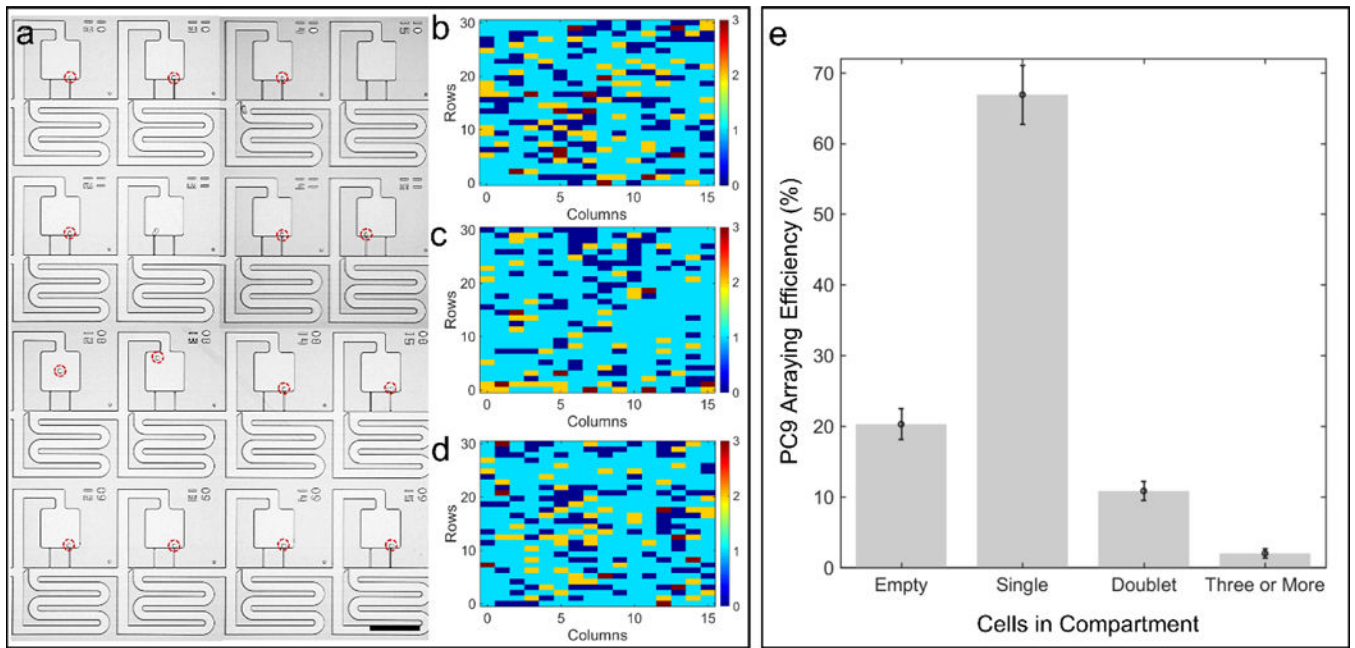 a
b
30
20
10
0
Rows
0 5 10 15
Columns
3
2
1
0
c
30
20
10
0
Rows
0 5 10 15
Columns
3
2
1
0
d
30
20
10
0
Rows
0 5 10 15
Columns
3
2
1
0
e
70
60
50
40
30
20
10
0
PC9 Arraying Efficiency (%)
Empty Single Doublet Three or More
Cells in Compartment